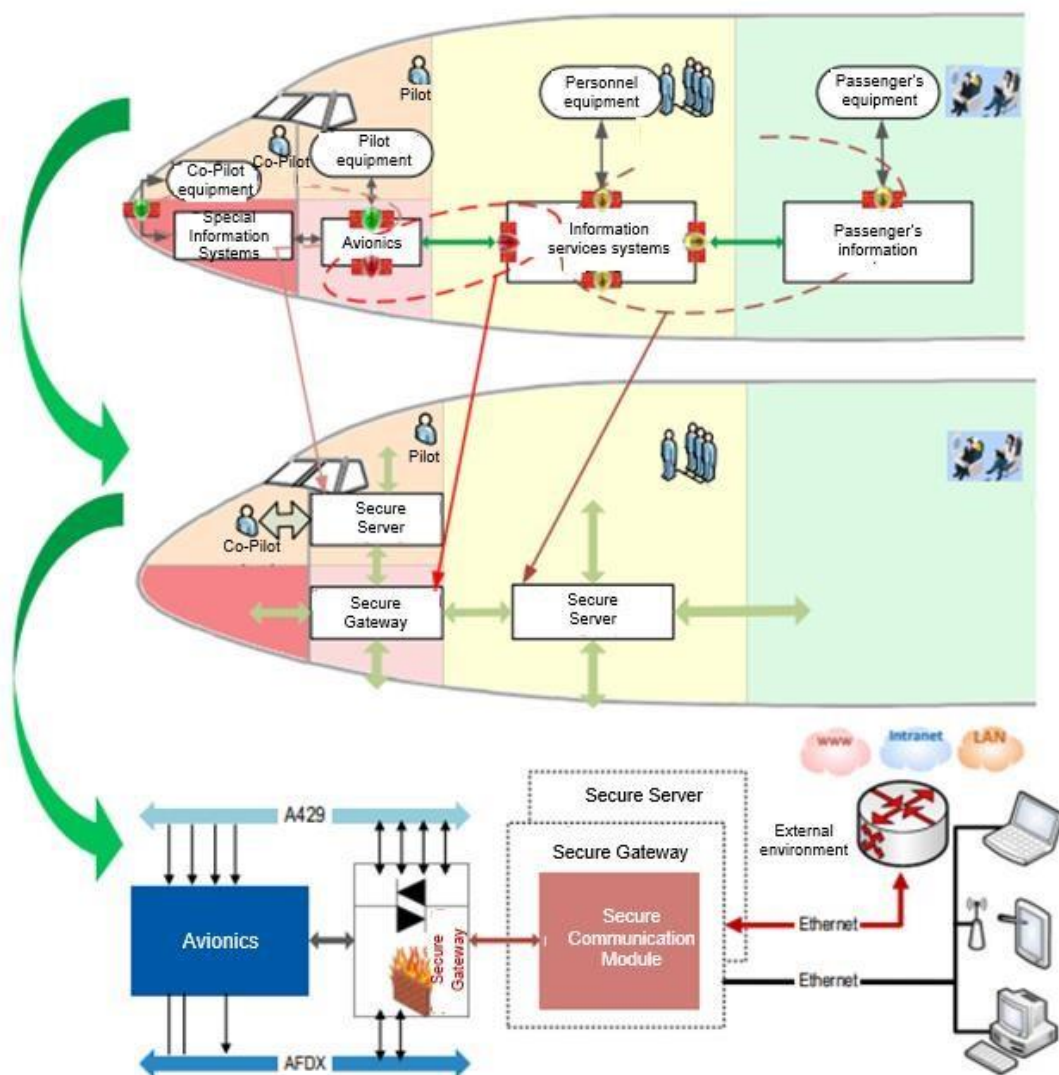 Pilot
Personnel
equipment
Passenger's
equipment
Co-Pilot
Pilot
equipment
Co-Pilot
equipment
Special
Information
Systems
Avionics
Information
services systems
Passenger's
information
Pilot
Secure
Server
Co-Pilot
Secure
Gateway
Secure
Server
www
Intranet
LAN
A429
Secure Server
External
environment
Secure Gateway
Avionics
Secure
Gateway
Secure
Communication
Module
Ethernet
Ethernet
AFDX